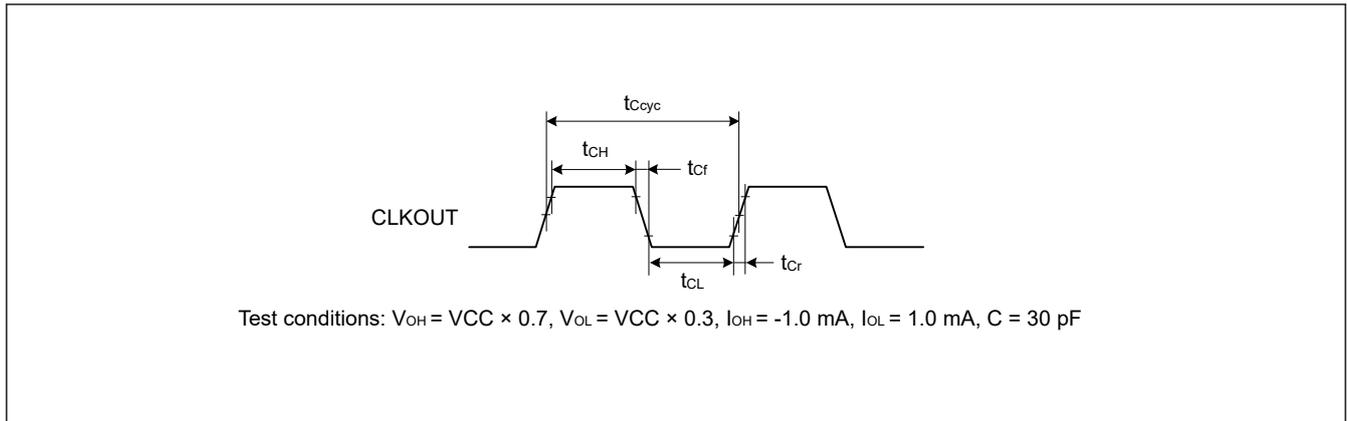 tCcyc
tCH
tCf
CLKOUT
tCL
tCr
Test conditions: VOH = VCC × 0.7, VOL = VCC × 0.3, IOH = -1.0 mA, IOL = 1.0 mA, C = 30 pF